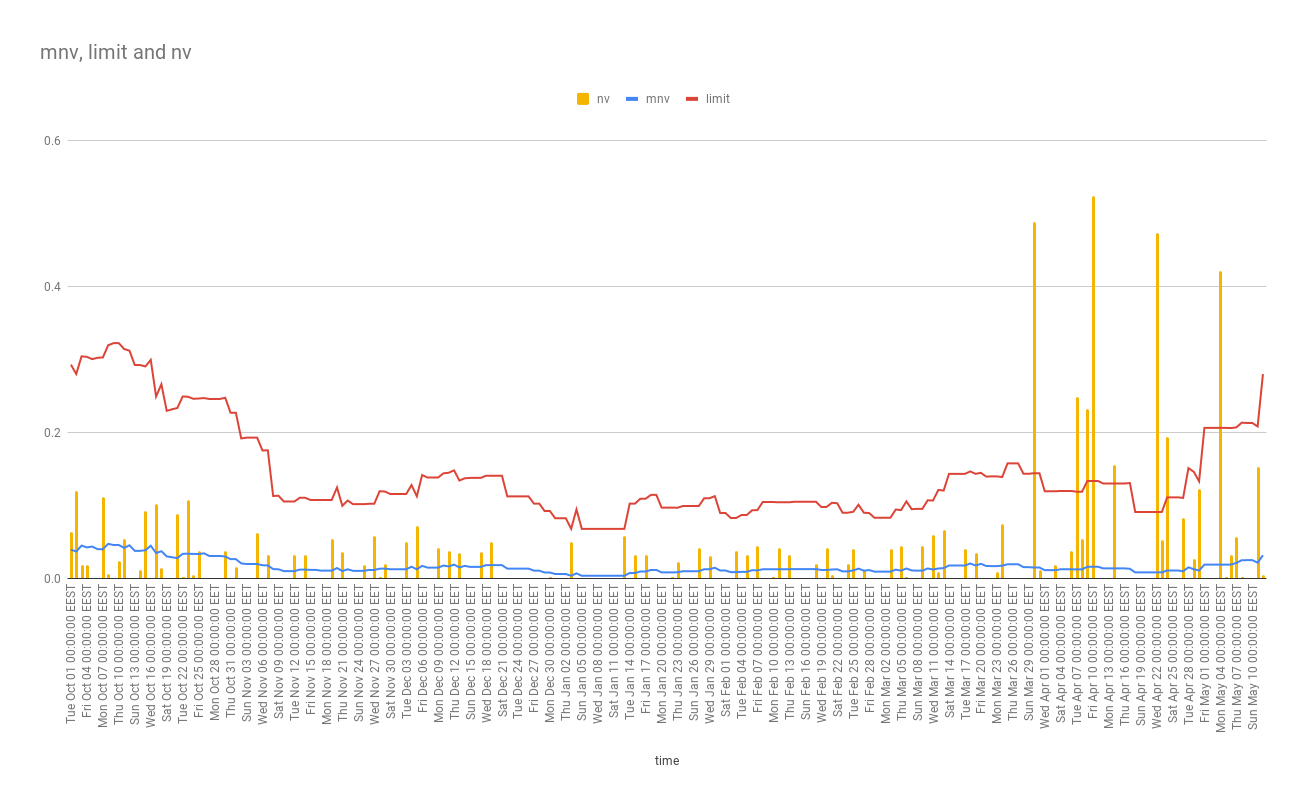 mnv, limit and nv
nv mnv limit
0.6
0.4
0.2
0.0
Tue Oct 01 00:00:00 EEST
Fri Oct 04 00:00:00 EEST
Mon Oct 07 00:00:00 EEST
Thu Oct 10 00:00:00 EEST
Sun Oct 13 00:00:00 EEST
Wed Oct 16 00:00:00 EEST
Sat Oct 19 00:00:00 EEST
Tue Oct 22 00:00:00 EEST
Fri Oct 25 00:00:00 EEST
Mon Oct 28 00:00:00 EET
Thu Oct 31 00:00:00 EET
Sun Nov 03 00:00:00 EET
Wed Nov 06 00:00:00 EET
Sat Nov 09 00:00:00 EET
Tue Nov 12 00:00:00 EET
Fri Nov 15 00:00:00 EET
Mon Nov 18 00:00:00 EET
Thu Nov 21 00:00:00 EET
Sun Nov 24 00:00:00 EET
Wed Nov 27 00:00:00 EET
Sat Nov 30 00:00:00 EET
Tue Dec 03 00:00:00 EET
Fri Dec 06 00:00:00 EET
Mon Dec 09 00:00:00 EET
Thu Dec 12 00:00:00 EET
Sun Dec 15 00:00:00 EET
Wed Dec 18 00:00:00 EET
Sat Dec 21 00:00:00 EET
Tue Dec 24 00:00:00 EET
Fri Dec 27 00:00:00 EET
Mon Dec 30 00:00:00 EET
Thu Jan 02 00:00:00 EET
Sun Jan 05 00:00:00 EET
Wed Jan 08 00:00:00 EET
Sat Jan 11 00:00:00 EET
Tue Jan 14 00:00:00 EET
Fri Jan 17 00:00:00 EET
Mon Jan 20 00:00:00 EET
Thu Jan 23 00:00:00 EET
Sun Jan 26 00:00:00 EET
Wed Jan 29 00:00:00 EET
Sat Feb 01 00:00:00 EET
Tue Feb 04 00:00:00 EET
Fri Feb 07 00:00:00 EET
Mon Feb 10 00:00:00 EET
Thu Feb 13 00:00:00 EET
Sun Feb 16 00:00:00 EET
Wed Feb 19 00:00:00 EET
Sat Feb 22 00:00:00 EET
Tue Feb 25 00:00:00 EET
Fri Feb 28 00:00:00 EET
Mon Mar 02 00:00:00 EET
Thu Mar 05 00:00:00 EET
Sun Mar 08 00:00:00 EET
Wed Mar 11 00:00:00 EET
Sat Mar 14 00:00:00 EET
Tue Mar 17 00:00:00 EET
Fri Mar 20 00:00:00 EET
Mon Mar 23 00:00:00 EET
Thu Mar 26 00:00:00 EET
Sun Mar 29 00:00:00 EET
Wed Apr 01 00:00:00 EEST
Sat Apr 04 00:00:00 EEST
Tue Apr 07 00:00:00 EEST
Fri Apr 10 00:00:00 EEST
Mon Apr 13 00:00:00 EEST
Thu Apr 16 00:00:00 EEST
Sun Apr 19 00:00:00 EEST
Wed Apr 22 00:00:00 EEST
Sat Apr 25 00:00:00 EEST
Tue Apr 28 00:00:00 EEST
Fri May 01 00:00:00 EEST
Mon May 04 00:00:00 EEST
Thu May 07 00:00:00 EEST
Sun May 10 00:00:00 EEST
time